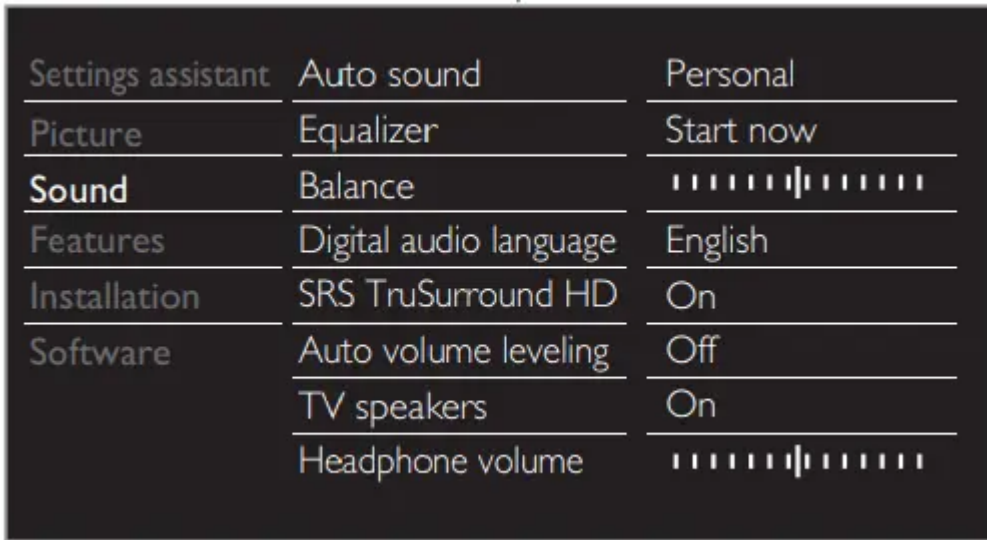 Settings assistant Auto sound Personal
Picture Equalizer Start now
Sound Balance
Features Digital audio language English
Installation SRS TruSurround HD On
Software Auto volume leveling Off
TV speakers On
Headphone volume